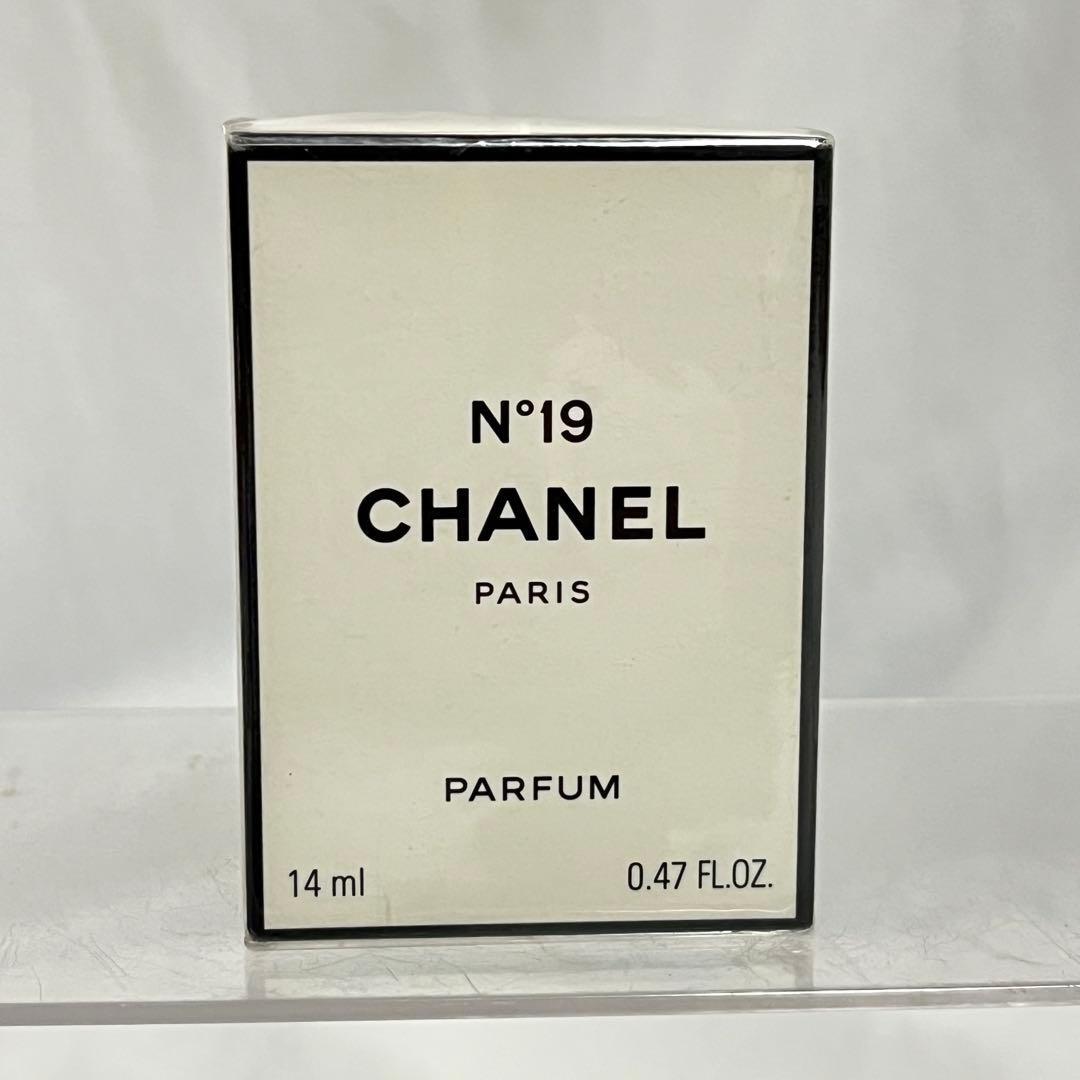 N°19
CHANEL
PARIS
PARFUM
14 ml 0.47 FL.OZ.